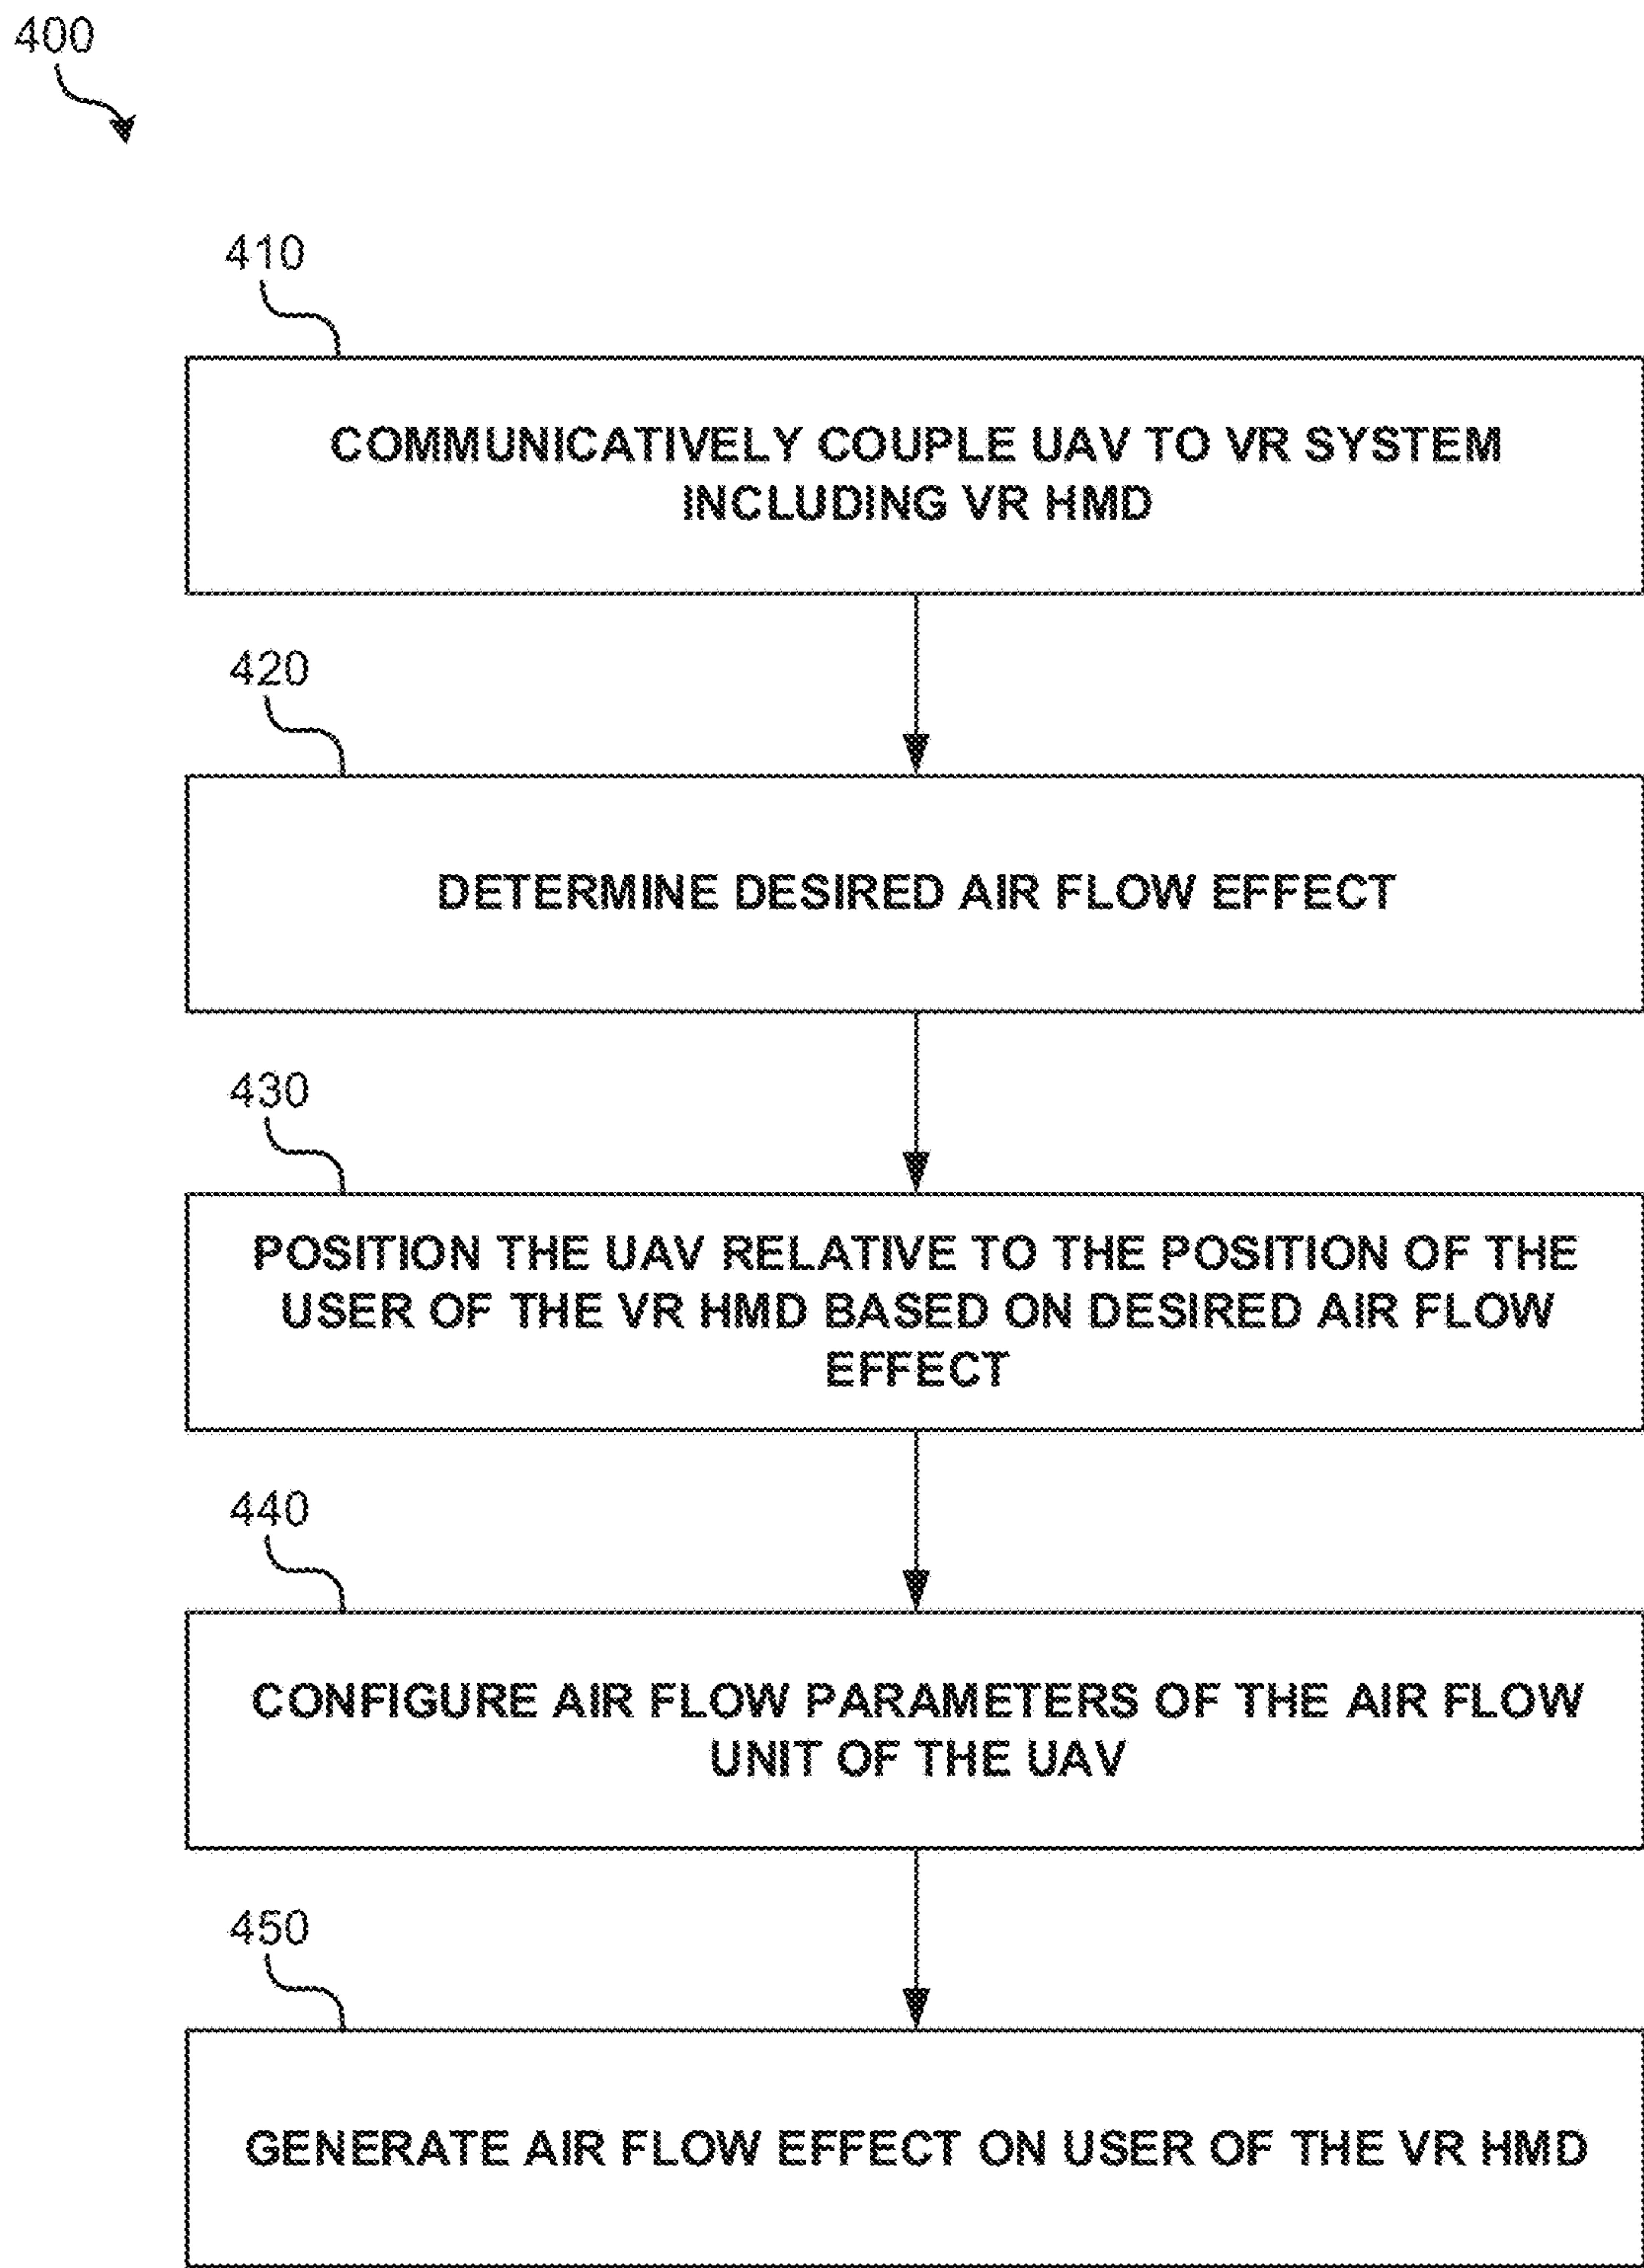 400
410
COMMUNICATIVELY COUPLE UAV TO VR SYSTEM
INCLUDING VR HMD
420
DETERMINE DESIRED AIR FLOW EFFECT
430
POSITION THE UAV RELATIVE TO THE POSITION OF THE
USER OF THE VR HMD BASED ON DESIRED AIR FLOW
EFFECT
440
CONFIGURE AIR FLOW PARAMETERS OF THE AIR FLOW
UNIT OF THE UAV
450
GENERATE AIR FLOW EFFECT ON USER OF THE VR HMD